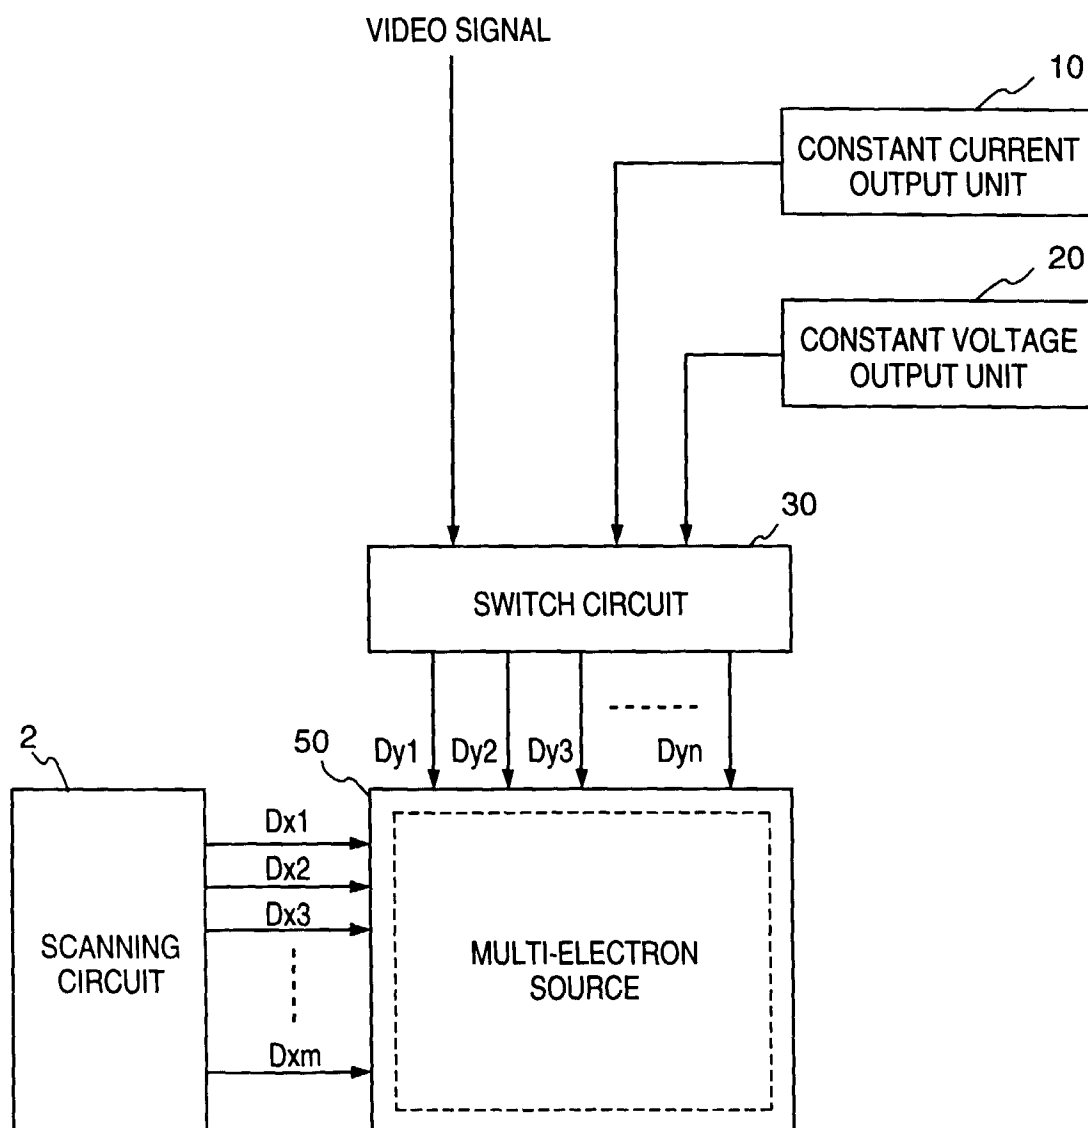 VIDEO SIGNAL
10
CONSTANT CURRENT
OUTPUT UNIT
20
CONSTANT VOLTAGE
OUTPUT UNIT
30
SWITCH CIRCUIT
Dy1 Dy2 Dy3 Dyn
2
50
Dx1
Dx2
Dx3
SCANNING
CIRCUIT
MULTI-ELECTRON
SOURCE
Dxm